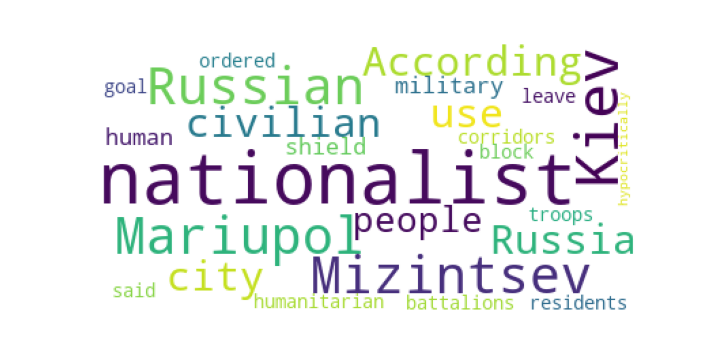 ordered
According
Kiev
Russian
goal
military
leave
hypocritically
use
civilian
human
corridors
shield
block
nationalist
people
troops
Mariupol
Russia
city
Mizintsev
said
humanitarian
battalions
residents